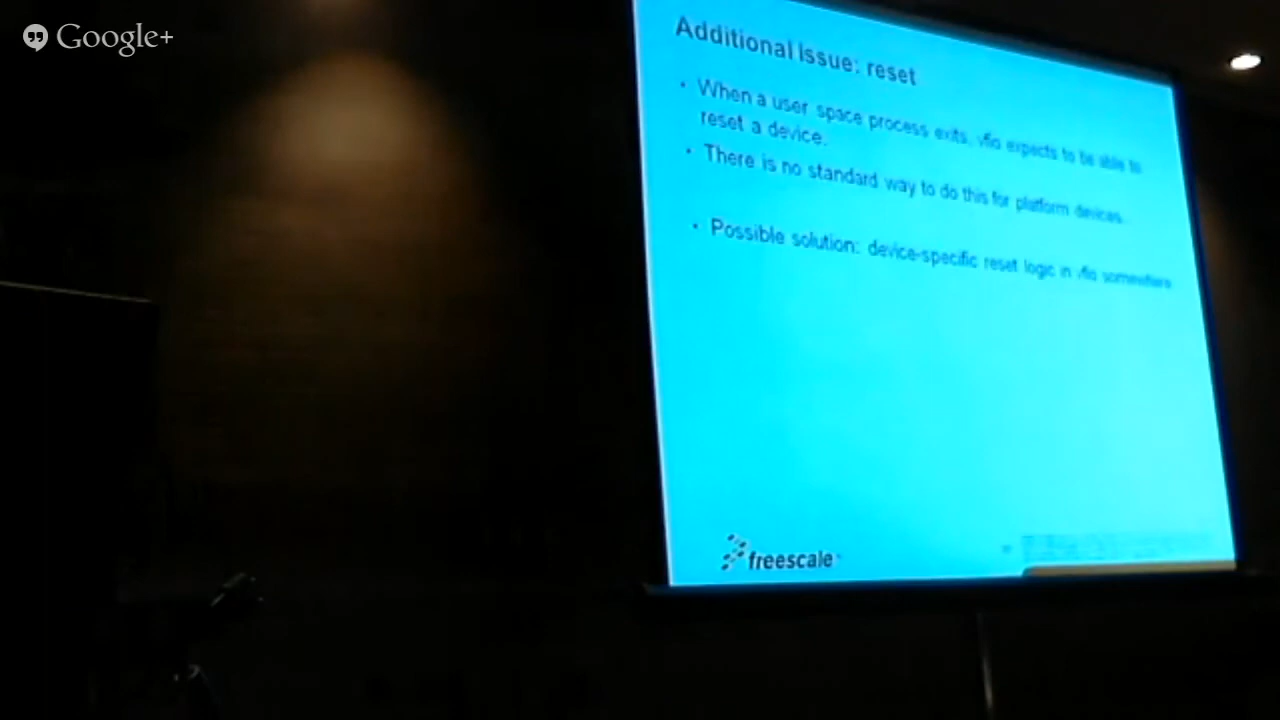 Google+
Additional Issue: reset
• When a user space process exits, vfio expects to be able to
reset a device.
• There is no standard way to do this for platform devices.
• Possible solution: device-specific reset logic in vfio somewhere
freescale